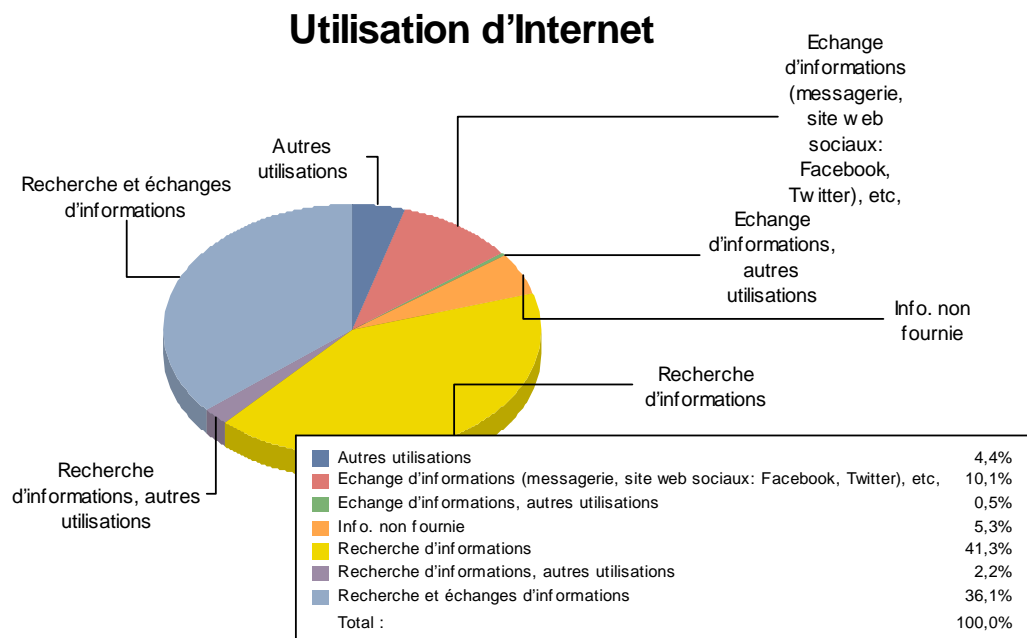 Utilisation d'Internet
Echange
d'informations
(messagerie,
site web
sociaux:
Facebook,
Twitter), etc,
Autres
utilisations
Recherche et échanges
d'informations
Echange
d'informations,
autres
utilisations
Info. non
fournie
Recherche
d'informations
Recherche
d'informations, autres
utilisations
Autres utilisations 4,4%
Echange d'informations (messagerie, site web sociaux: Facebook, Twitter), etc, 10,1%
Echange d'informations, autres utilisations 0,5%
Info. non fournie 5,3%
Recherche d'informations 41,3%
Recherche d'informations, autres utilisations 2,2%
Recherche et échanges d'informations 36,1%
Total : 100,0%